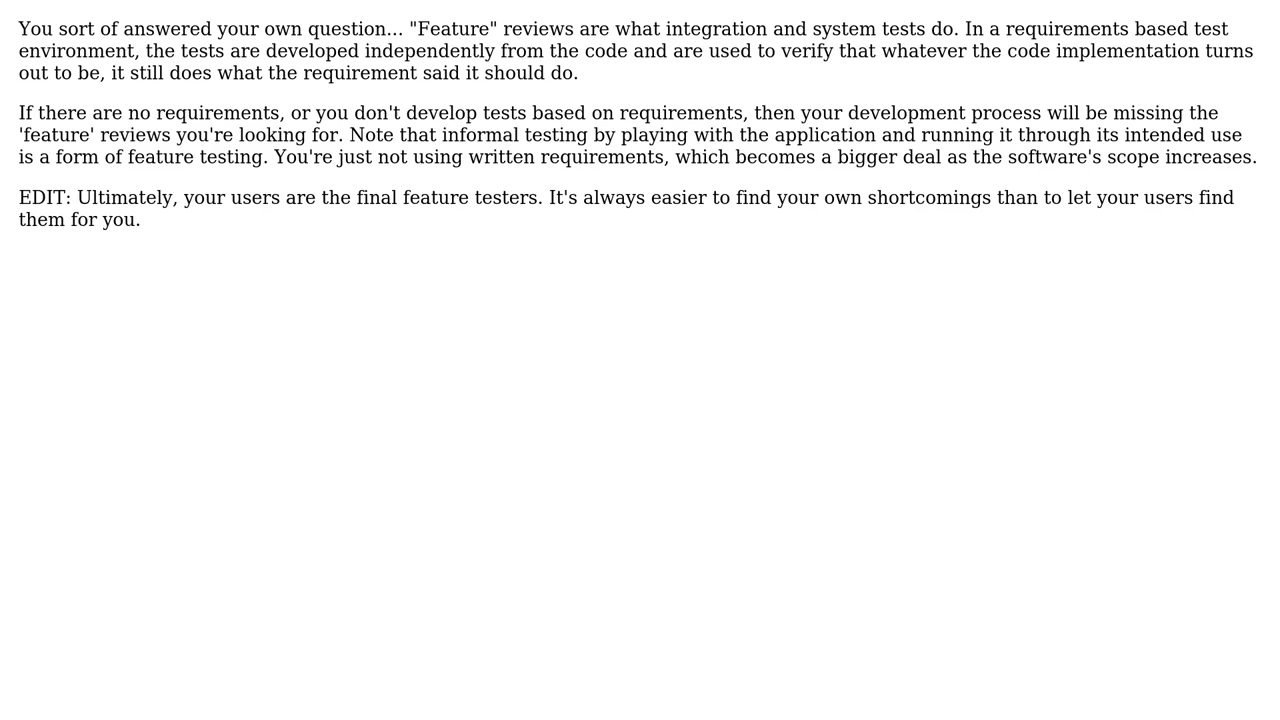 You sort of answered your own question... "Feature" reviews are what integration and system tests do. In a requirements based test
environment, the tests are developed independently from the code and are used to verify that whatever the code implementation turns
out to be, it still does what the requirement said it should do.
If there are no requirements, or you don't develop tests based on requirements, then your development process will be missing the
'feature' reviews you're looking for. Note that informal testing by playing with the application and running it through its intended use
is a form of feature testing. You're just not using written requirements, which becomes a bigger deal as the software's scope increases.
EDIT: Ultimately, your users are the final feature testers. It's always easier to find your own shortcomings than to let your users find
them for you.